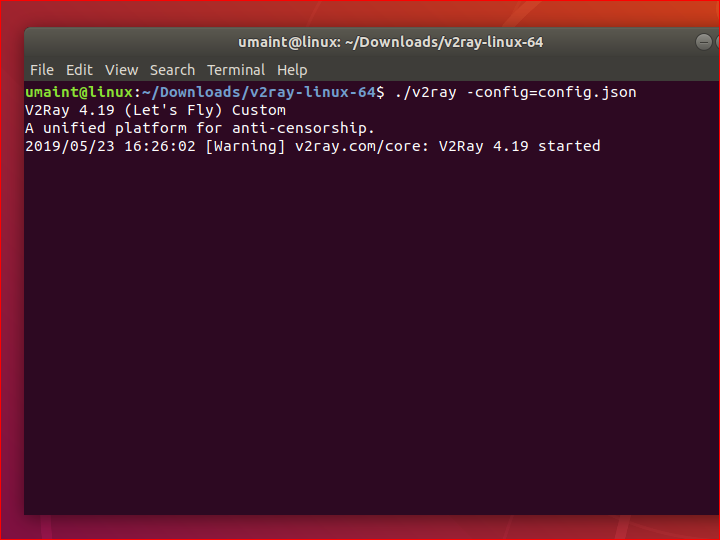 umaint@linux: ~/Downloads/v2ray-linux-64
File Edit View Search Terminal Help
umaint@linux:~/Downloads/v2ray-linux-64$ ./v2ray -config=config.json
V2Ray 4.19 (Let's Fly) Custom
A unified platform for anti-censorship.
2019/05/23 16:26:02 [Warning] v2ray.com/core: V2Ray 4.19 started